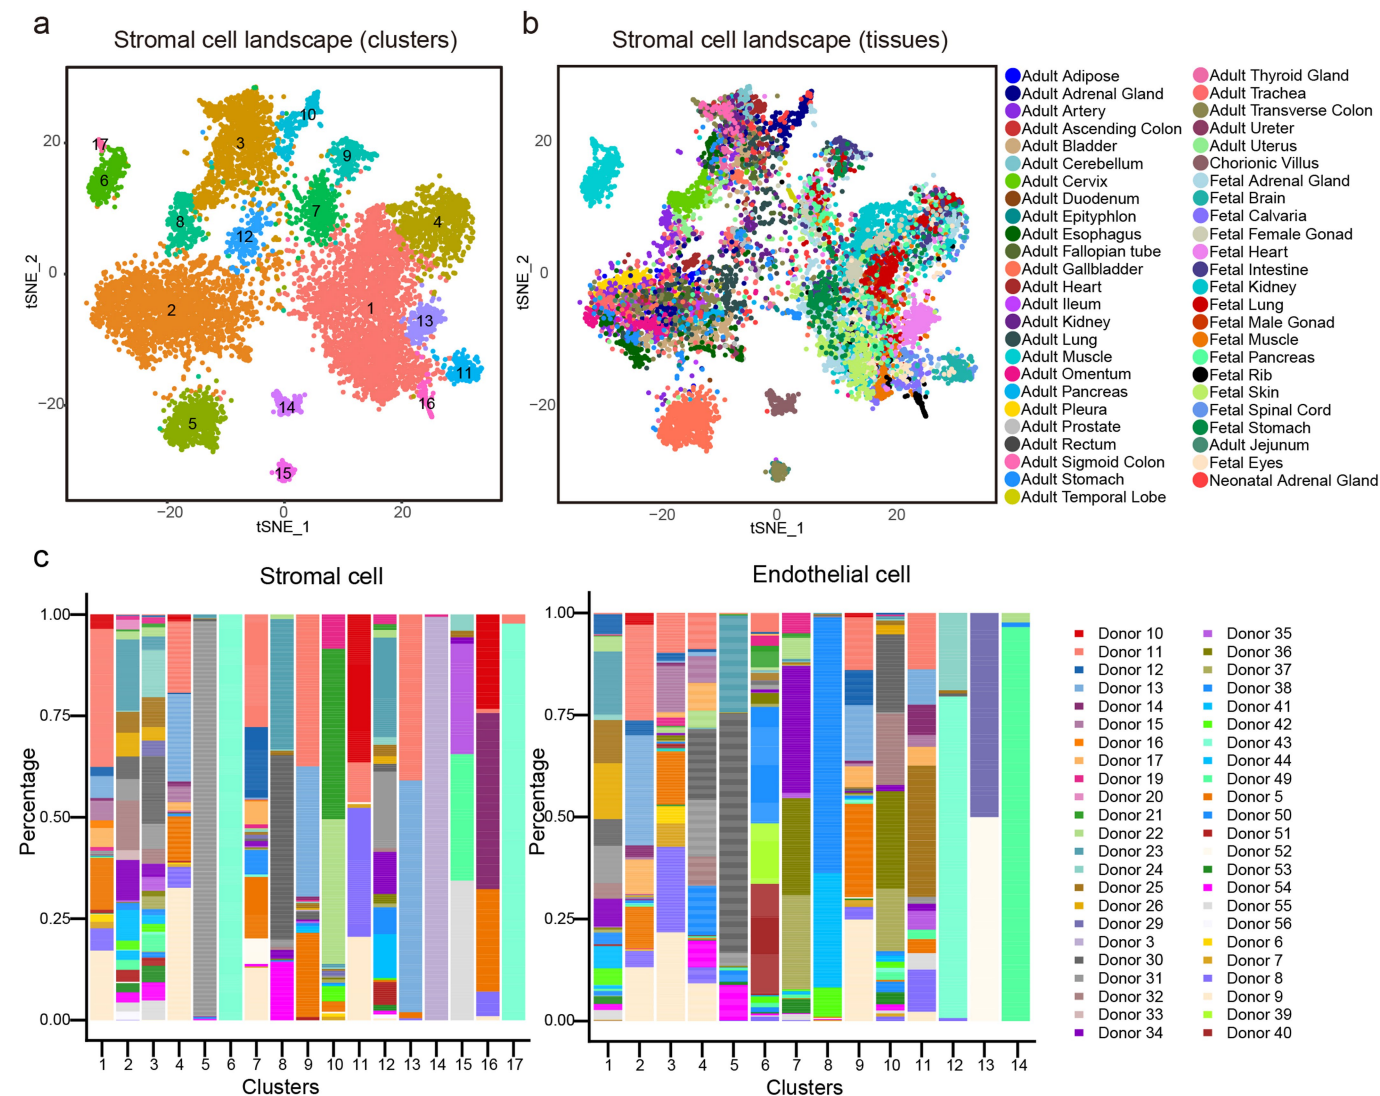 a
Stromal cell landscape (clusters)
20
0
−20
tSNE_2
17
6
3
10
9
8
12
7
4
2
1
13
11
16
14
5
15
−20
0
20
tSNE_1
b
Stromal cell landscape (tissues)
20
0
−20
tSNE_2
−20
0
20
tSNE_1
Adult Adipose
Adult Adrenal Gland
Adult Artery
Adult Ascending Colon
Adult Bladder
Adult Cerebellum
Adult Cervix
Adult Duodenum
Adult Epityphlon
Adult Esophagus
Adult Fallopian tube
Adult Gallbladder
Adult Heart
Adult Ileum
Adult Kidney
Adult Lung
Adult Muscle
Adult Omentum
Adult Pancreas
Adult Pleura
Adult Prostate
Adult Rectum
Adult Sigmoid Colon
Adult Stomach
Adult Temporal Lobe
Adult Thyroid Gland
Adult Trachea
Adult Transverse Colon
Adult Ureter
Adult Uterus
Chorionic Villus
Fetal Adrenal Gland
Fetal Brain
Fetal Calvaria
Fetal Female Gonad
Fetal Heart
Fetal Intestine
Fetal Kidney
Fetal Lung
Fetal Male Gonad
Fetal Muscle
Fetal Pancreas
Fetal Rib
Fetal Skin
Fetal Spinal Cord
Fetal Stomach
Adult Jejunum
Fetal Eyes
Neonatal Adrenal Gland
c
Stromal cell
1.00
0.75
0.50
0.25
0.00
Percentage
1 2 3 4 5 6 7 8 9 10 11 12 13 14 15 16 17
Clusters
Endothelial cell
1.00
0.75
0.50
0.25
0.00
Percentage
1 2 3 4 5 6 7 8 9 10 11 12 13 14
Clusters
Donor 10
Donor 11
Donor 12
Donor 13
Donor 14
Donor 15
Donor 16
Donor 17
Donor 19
Donor 20
Donor 21
Donor 22
Donor 23
Donor 24
Donor 25
Donor 26
Donor 29
Donor 3
Donor 30
Donor 31
Donor 32
Donor 33
Donor 34
Donor 35
Donor 36
Donor 37
Donor 38
Donor 41
Donor 42
Donor 43
Donor 44
Donor 49
Donor 5
Donor 50
Donor 51
Donor 52
Donor 53
Donor 54
Donor 55
Donor 56
Donor 6
Donor 7
Donor 8
Donor 9
Donor 39
Donor 40